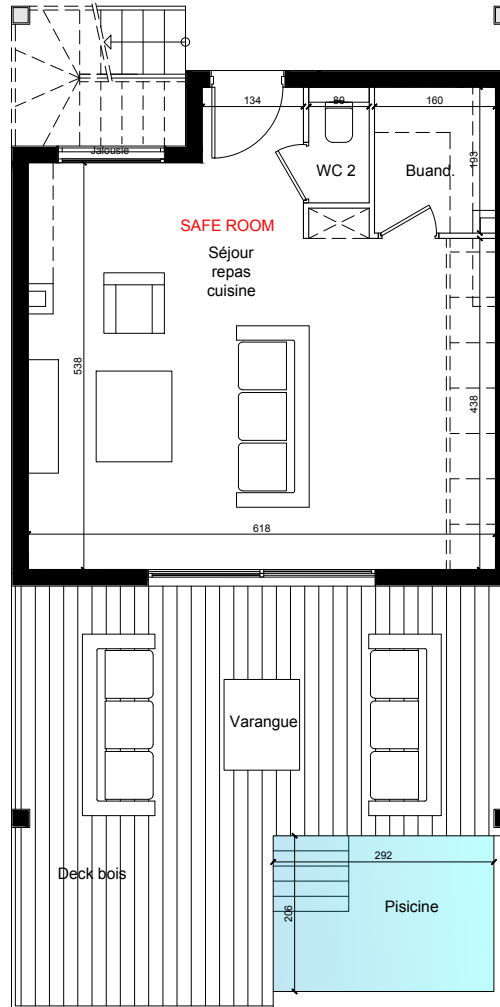 134
80
160
Jalousie
WC 2
Buand.
193
SAFE ROOM
Séjour
repas
cuisine
538
438
618
Varangue
Deck bois
292
206
Pisicine